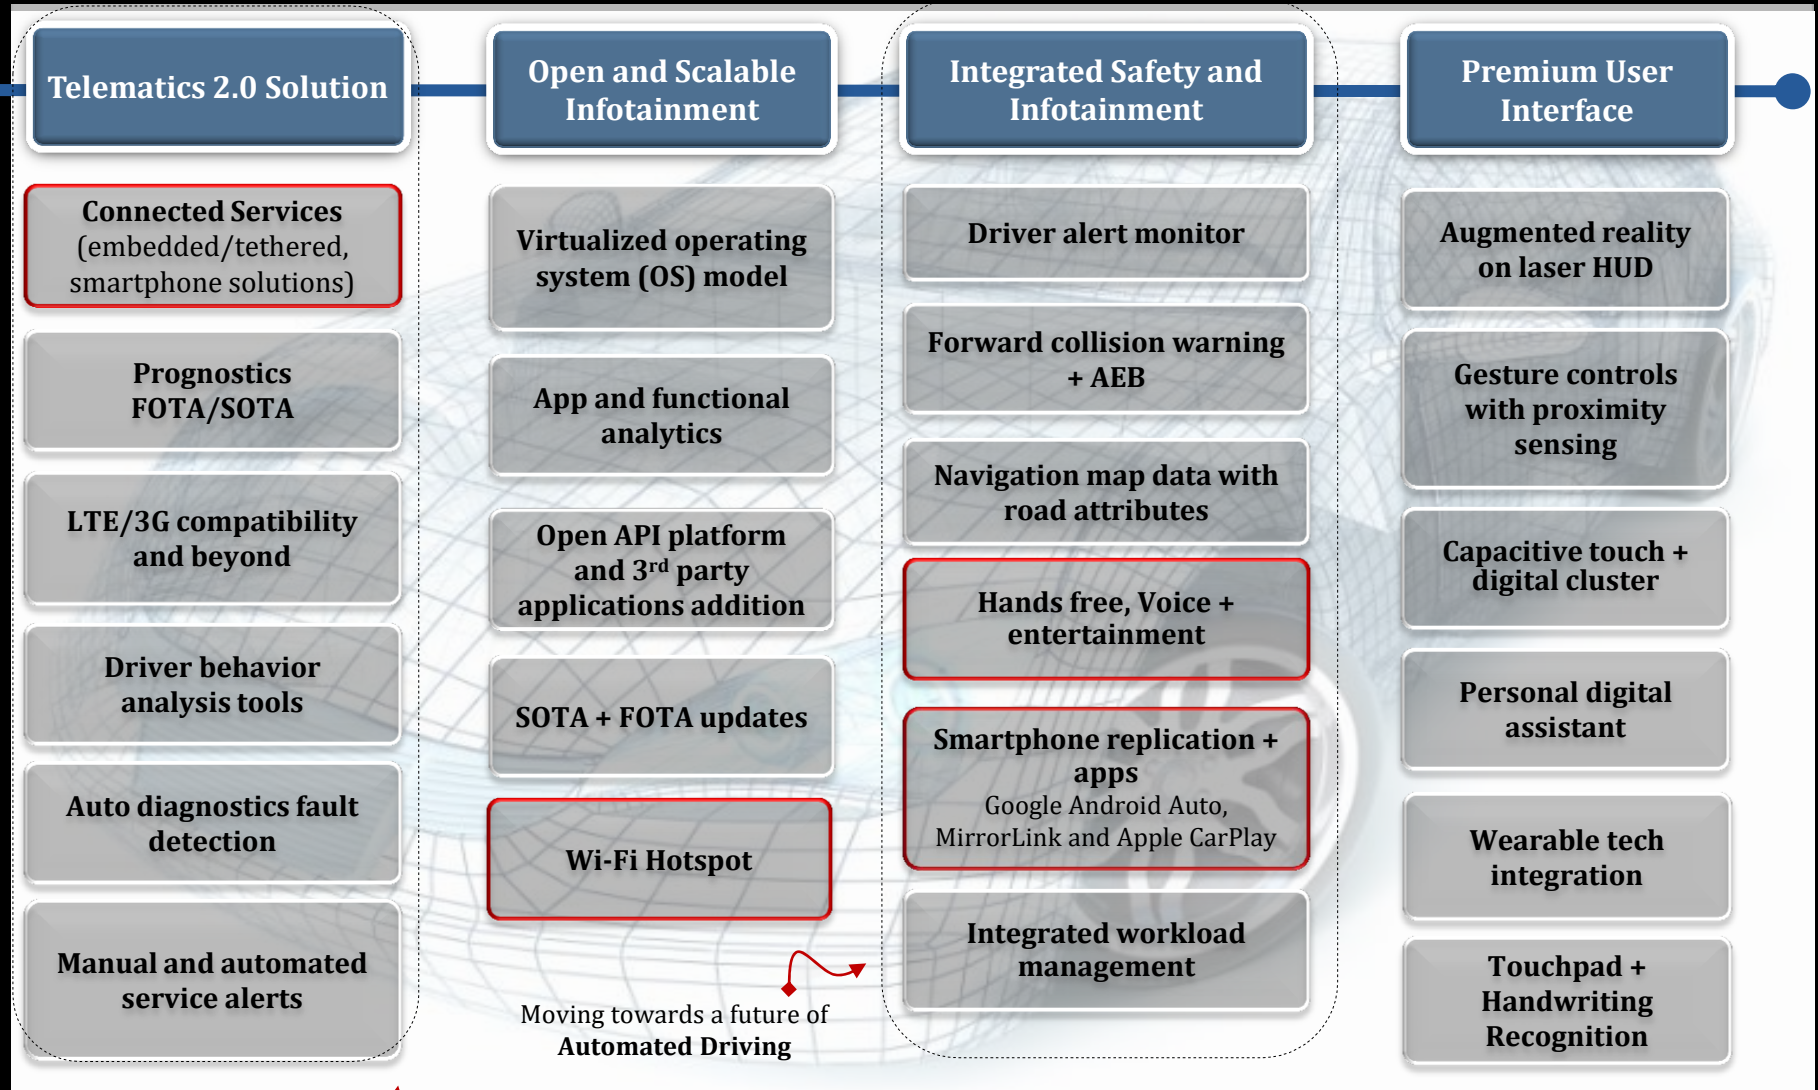 Telematics 2.0 Solution
Connected Services
(embedded/tethered,
smartphone solutions)
Prognostics
FOTA/SOTA
LTE/3G compatibility
and beyond
Driver behavior
analysis tools
Auto diagnostics fault
detection
Manual and automated
service alerts
Open and Scalable
Infotainment
Virtualized operating
system (OS) model
App and functional
analytics
Open API platform
and 3rd party
applications addition
SOTA + FOTA updates
Wi-Fi Hotspot
Moving towards a future of
Automated Driving
Integrated Safety and
Infotainment
Driver alert monitor
Forward collision warning
+ AEB
Navigation map data with
road attributes
Hands free, Voice +
entertainment
Smartphone replication +
apps
Google Android Auto,
MirrorLink and Apple CarPlay
Integrated workload
management
Premium User
Interface
Augmented reality
on laser HUD
Gesture controls
with proximity
sensing
Capacitive touch +
digital cluster
Personal digital
assistant
Wearable tech
integration
Touchpad +
Handwriting
Recognition